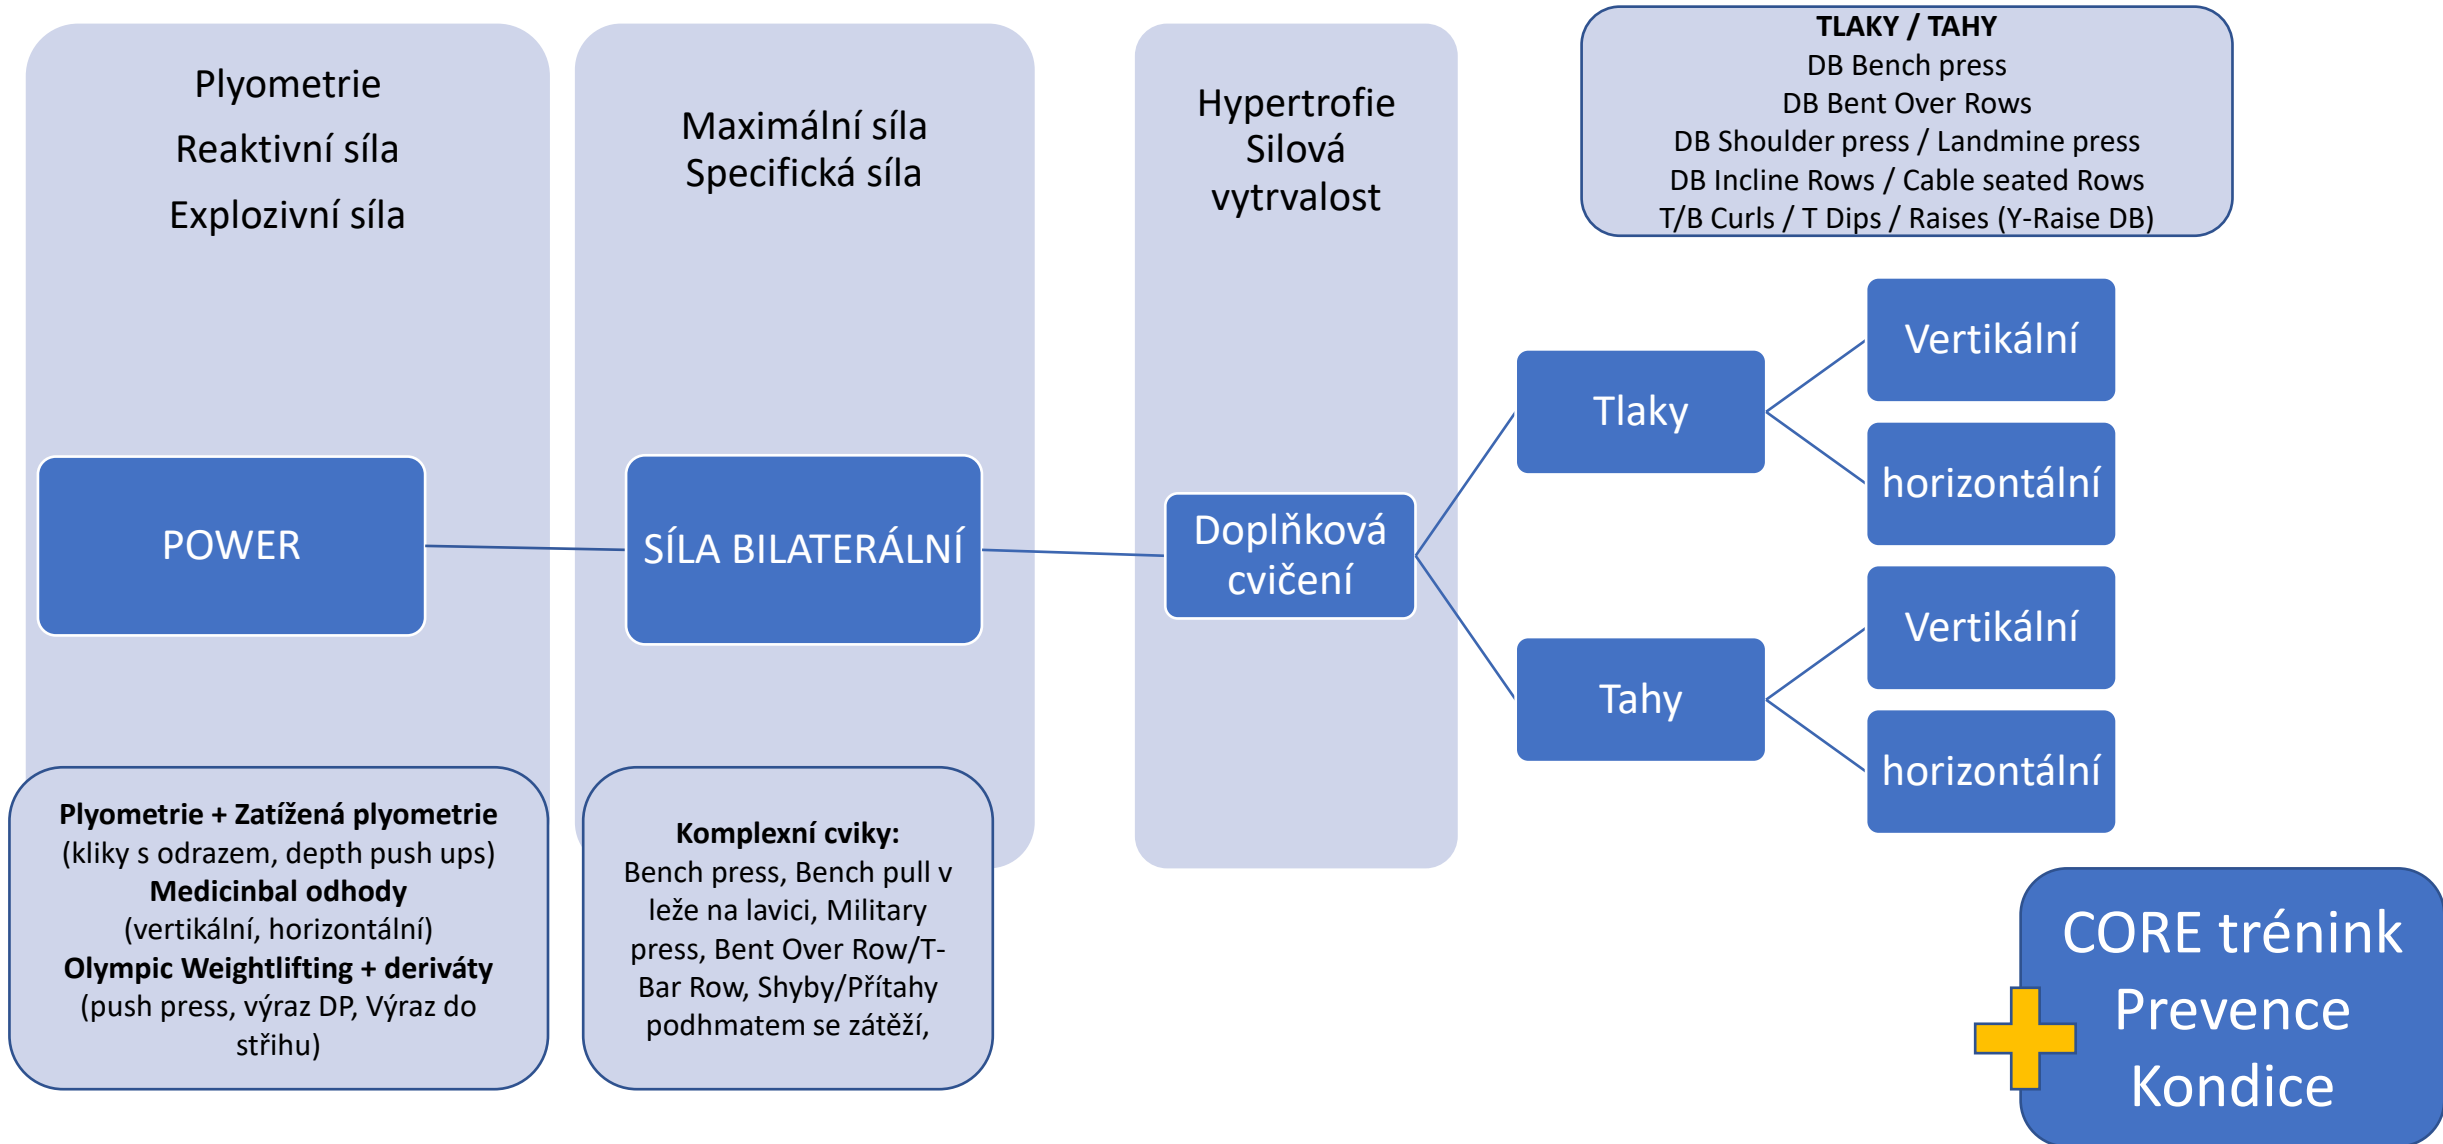 Plyometrie
Reaktivní síla
Explozivní síla
Maximální síla
Specifická síla
Hypertrofie
Silová
vytrvalost
TLAKY / TAHY
DB Bench press
DB Bent Over Rows
DB Shoulder press / Landmine press
DB Incline Rows / Cable seated Rows
T/B Curls / T Dips / Raises (Y-Raise DB)
POWER
SÍLA BILATERÁLNÍ
Doplňková
cvičení
Tlaky
Vertikální
horizontální
Tahy
Vertikální
horizontální
Plyometrie + Zatížená plyometrie
(kliky s odrazem, depth push ups)
Medicinbal odhody
(vertikální, horizontální)
Olympic Weightlifting + deriváty
(push press, výraz DP, Výraz do
střihu)
Komplexní cviky:
Bench press, Bench pull v
leže na lavici, Military
press, Bent Over Row/T-
Bar Row, Shyby/Přítahy
podhmatem se zátěží,
CORE trénink
Prevence
Kondice